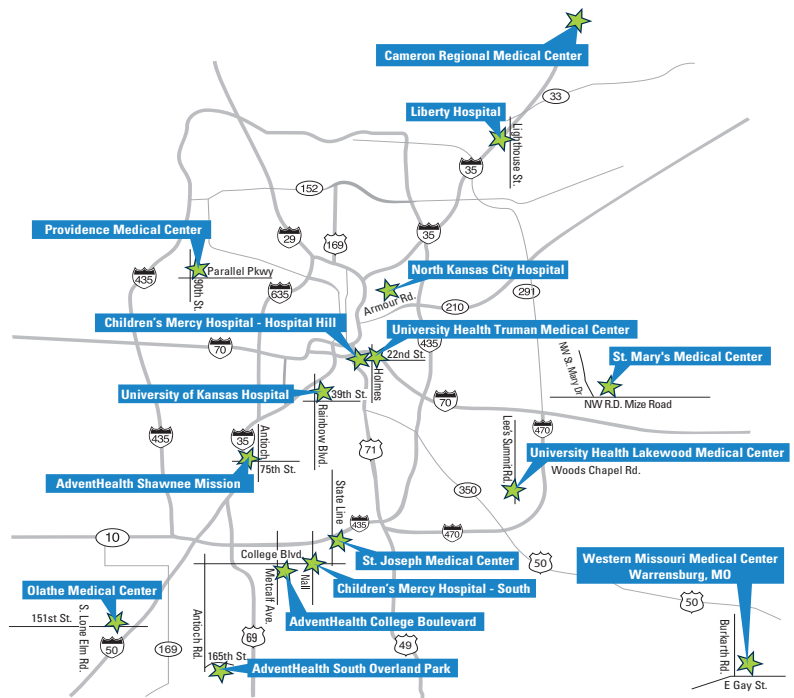 Cameron Regional Medical Center
33
Liberty Hospital
Lighthouse St.
35
152
Providence Medical Center
29
169
35
435
Parallel Pkwy
90th St.
635
North Kansas City Hospital
Armour Rd.
210
291
Children's Mercy Hospital - Hospital Hill
University Health Truman Medical Center
70
22nd St.
435
Holmes
NW St. Mary Dr
St. Mary's Medical Center
University of Kansas Hospital
39th St.
70
NW R.D. Mize Road
Rainbow Blvd.
435
35
Antioch
71
Lee's Summit Rd.
470
University Health Lakewood Medical Center
75th St.
Woods Chapel Rd.
AdventHealth Shawnee Mission
350
State Line
10
435
470
College Blvd.
St. Joseph Medical Center
50
Western Missouri Medical Center
Warrensburg, MO
Metcalf Ave.
Nall
Children's Mercy Hospital - South
Olathe Medical Center
50
151st St.
AdventHealth College Boulevard
S. Lone Elm Rd.
50
169
Antioch Rd.
69
49
Burkarth Rd.
165th St.
AdventHealth South Overland Park
E Gay St.